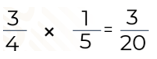 3/4 × 1/5 = 3/20